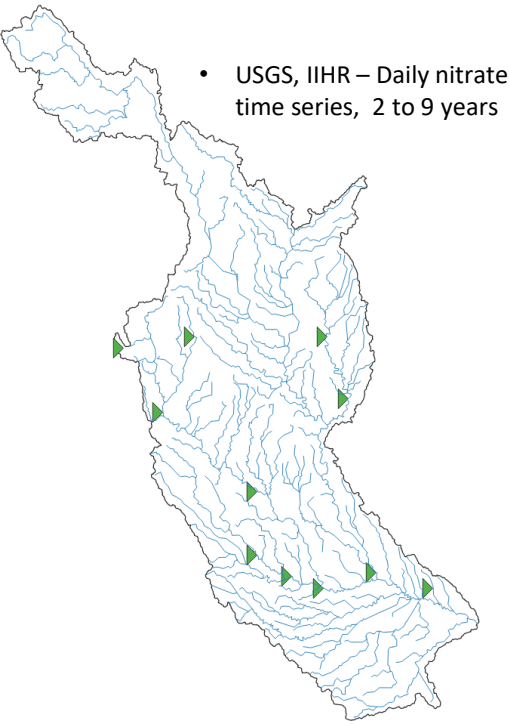 • USGS, IIHR – Daily nitrate
time series,  2 to 9 years